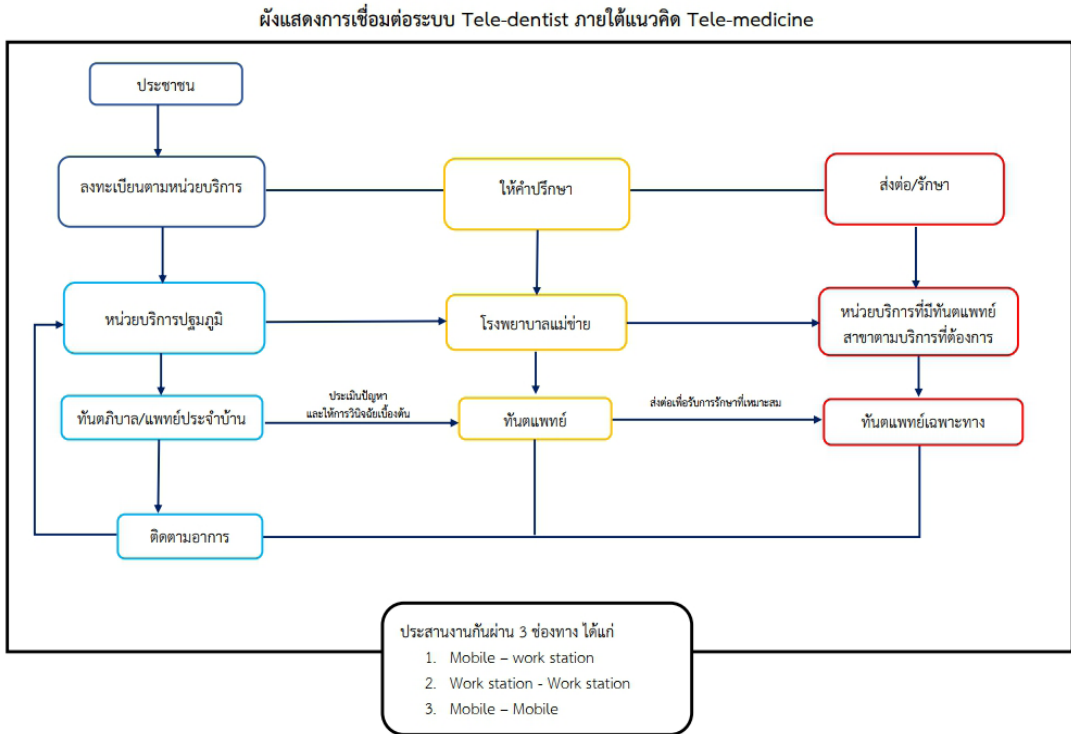 ผังแสดงการเชื่อมต่อระบบ Tele-dentist ภายใต้แนวคิด Tele-medicine
ประชาชน
ลงทะเบียนตามหน่วยบริการ
ให้คำปรึกษา
ส่งต่อ/รักษา
หน่วยบริการปฐมภูมิ
โรงพยาบาลแม่ข่าย
หน่วยบริการที่มีทันตแพทย์
สาขาตามบริการที่ต้องการ
ทันตภิบาล/แพทย์ประจำบ้าน
ประเมินปัญหา
และให้การวินิจฉัยเบื้องต้น
ทันตแพทย์
ส่งต่อเพื่อรับการรักษาที่เหมาะสม
ทันตแพทย์เฉพาะทาง
ติดตามอาการ
ประสานงานกันผ่าน 3 ช่องทาง ได้แก่
1. Mobile – work station
2. Work station - Work station
3. Mobile – Mobile